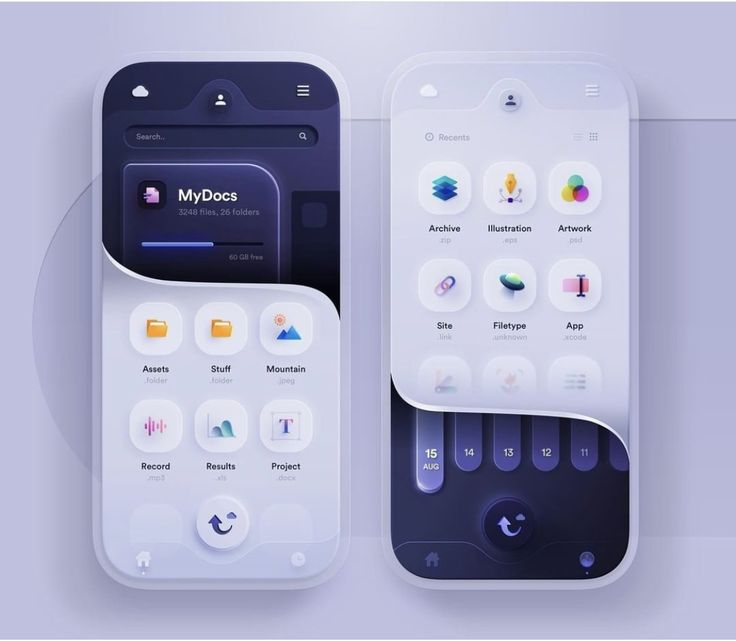 Search..
MyDocs
3248 files, 26 folders
60 GB free
Assets
.folder
Stuff
.folder
Mountain
.jpeg
Record
.mp3
Results
.xls
Project
.docx
T
Recents
Archive
.zip
Illustration
.eps
Artwork
.psd
Site
.link
Filetype
.unknown
App
.xcode
15
AUG
14
13
12
11